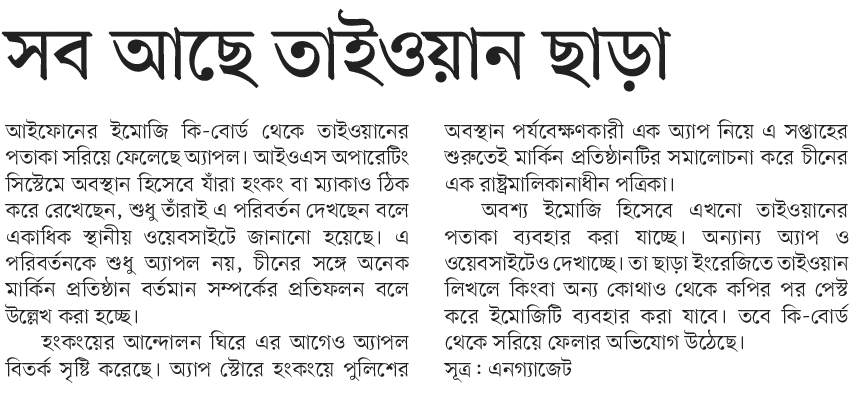 সব আছে তাইওয়ান ছাড়া
আইফোনের ইমোজি কি-বোর্ড থেকে তাইওয়ানের
পতাকা সরিয়ে ফেলেছে অ্যাপল। আইওএস অপারেটিং
সিস্টেমে অবস্থান হিসেবে যাঁরা হংকং বা ম্যাকাও ঠিক
করে রেখেছেন, শুধু তাঁরাই এ পরিবর্তন দেখছেন বলে
একাধিক স্থানীয় ওয়েবসাইটে জানানো হয়েছে। এ
পরিবর্তনকে শুধু অ্যাপল নয়, চীনের সঙ্গে অনেক
মার্কিন প্রতিষ্ঠান বর্তমান সম্পর্কের প্রতিফলন বলে
উল্লেখ করা হচ্ছে।
হংকংয়ের আন্দোলন ঘিরে এর আগেও অ্যাপল
বিতর্ক সৃষ্টি করেছে। অ্যাপ স্টোরে হংকংয়ে পুলিশের
অবস্থান পর্যবেক্ষণকারী এক অ্যাপ নিয়ে এ সপ্তাহের
শুরুতেই মার্কিন প্রতিষ্ঠানটির সমালোচনা করে চীনের
এক রাষ্ট্রমালিকানাধীন পত্রিকা।
অবশ্য ইমোজি হিসেবে এখনো তাইওয়ানের
পতাকা ব্যবহার করা যাচ্ছে। অন্যান্য অ্যাপ ও
ওয়েবসাইটেও দেখাচ্ছে। তা ছাড়া ইংরেজিতে তাইওয়ান
লিখলে কিংবা অন্য কোথাও থেকে কপির পর পেস্ট
করে ইমোজিটি ব্যবহার করা যাবে। তবে কি-বোর্ড
থেকে সরিয়ে ফেলার অভিযোগ উঠেছে।
সূত্র : এনগ্যাজেট